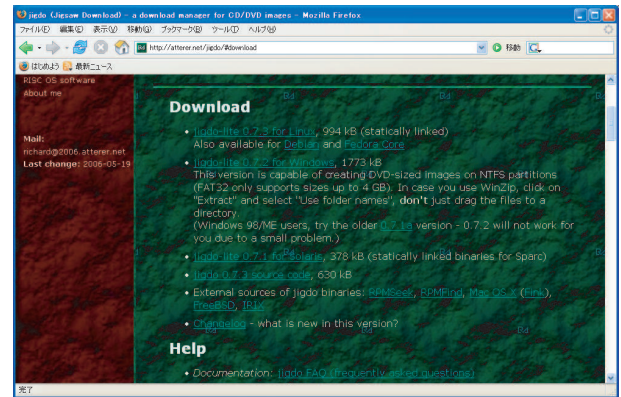 jigdo (Jigsaw Download) – a download manager for CD/DVD images - Mozilla Firefox
ファイル(F) 編集(E) 表示(V) 移動(G) ブックマーク(B) ツール(T) ヘルプ(H)
http://atterer.net/jigdo/#download 移動
はじめよう 最新ニュース
RISC OS software
About me
Mail:
richard@2006.atterer.net
Last change: 2006-05-19
Download
• jigdo-lite 0.7.3 for Linux, 994 kB (statically linked)
Also available for Debian and Fedora Core
• jigdo-lite 0.7.2 for Windows, 1773 kB
This version is capable of creating DVD-sized images on NTFS partitions
(FAT32 only supports sizes up to 4 GB). In case you use WinZip, click on
"Extract" and select "Use folder names", don't just drag the files to a
directory.
(Windows 98/ME users, try the older 0.7.1a version - 0.7.2 will not work for
you due to a small problem.)
• jigdo-lite 0.7.1 for Solaris, 378 kB (statically linked binaries for Sparc)
• jigdo 0.7.3 source code, 630 kB
• External sources of jigdo binaries: RPMSeek, RPMFind, Mac OS X (Fink),
FreeBSD, IRIX
• Changelog - what is new in this version?
Help
• Documentation: Jigdo FAQ (frequently asked questions)
完了